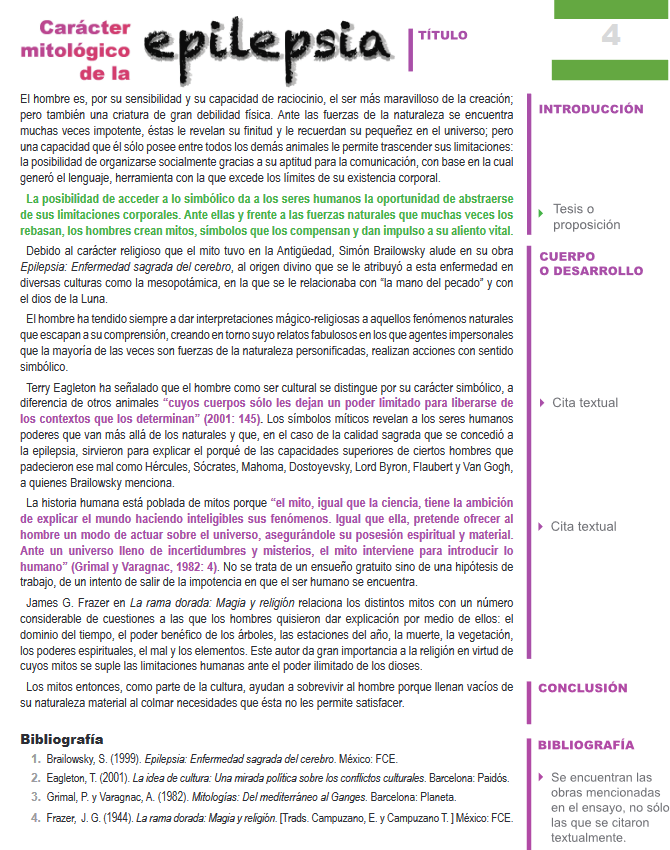 Carácter
mitológico
de la
epilepsia
TÍTULO
4
El hombre es, por su sensibilidad y su capacidad de raciocinio, el ser más maravilloso de la creación;
pero también una criatura de gran debilidad física. Ante las fuerzas de la naturaleza se encuentra
muchas veces impotente, éstas le revelan su finitud y le recuerdan su pequeñez en el universo; pero
una capacidad que él sólo posee entre todos los demás animales le permite trascender sus limitaciones:
la posibilidad de organizarse socialmente gracias a su aptitud para la comunicación, con base en la cual
generó el lenguaje, herramienta con la que excede los límites de su existencia corporal.
INTRODUCCIÓN
La posibilidad de acceder a lo simbólico da a los seres humanos la oportunidad de abstraerse
de sus limitaciones corporales. Ante ellas y frente a las fuerzas naturales que muchas veces los
rebasan, los hombres crean mitos, símbolos que los compensan y dan impulso a su aliento vital.
Tesis o
proposición
Debido al carácter religioso que el mito tuvo en la Antigüedad, Simón Brailowsky alude en su obra
Epilepsia: Enfermedad sagrada del cerebro, al origen divino que se le atribuyó a esta enfermedad en
diversas culturas como la mesopotámica, en la que se le relacionaba con “la mano del pecado” y con
el dios de la Luna.
CUERPO
O DESARROLLO
El hombre ha tendido siempre a dar interpretaciones mágico-religiosas a aquellos fenómenos naturales
que escapan a su comprensión, creando en torno suyo relatos fabulosos en los que agentes impersonales
que la mayoría de las veces son fuerzas de la naturaleza personificadas, realizan acciones con sentido
simbólico.
Terry Eagleton ha señalado que el hombre como ser cultural se distingue por su carácter simbólico, a
diferencia de otros animales “cuyos cuerpos sólo les dejan un poder limitado para liberarse de
los contextos que los determinan” (2001: 145). Los símbolos míticos revelan a los seres humanos
poderes que van más allá de los naturales y que, en el caso de la calidad sagrada que se concedió a
la epilepsia, sirvieron para explicar el porqué de las capacidades superiores de ciertos hombres que
padecieron ese mal como Hércules, Sócrates, Mahoma, Dostoyevsky, Lord Byron, Flaubert y Van Gogh,
a quienes Brailowsky menciona.
Cita textual
La historia humana está poblada de mitos porque “el mito, igual que la ciencia, tiene la ambición
de explicar el mundo haciendo inteligibles sus fenómenos. Igual que ella, pretende ofrecer al
hombre un modo de actuar sobre el universo, asegurándole su posesión espiritual y material.
Ante un universo lleno de incertidumbres y misterios, el mito interviene para introducir lo
humano” (Grimal y Varagnac, 1982: 4). No se trata de un ensueño gratuito sino de una hipótesis de
trabajo, de un intento de salir de la impotencia en que el ser humano se encuentra.
Cita textual
James G. Frazer en La rama dorada: Magia y religión relaciona los distintos mitos con un número
considerable de cuestiones a las que los hombres quisieron dar explicación por medio de ellos: el
dominio del tiempo, el poder benéfico de los árboles, las estaciones del año, la muerte, la vegetación,
los poderes espirituales, el mal y los elementos. Este autor da gran importancia a la religión en virtud de
cuyos mitos se suple las limitaciones humanas ante el poder ilimitado de los dioses.
Los mitos entonces, como parte de la cultura, ayudan a sobrevivir al hombre porque llenan vacíos de
su naturaleza material al colmar necesidades que ésta no les permite satisfacer.
CONCLUSIÓN
Bibliografía
1. Brailowsky, S. (1999). Epilepsia: Enfermedad sagrada del cerebro. México: FCE.
2. Eagleton, T. (2001). La idea de cultura: Una mirada política sobre los conflictos culturales. Barcelona: Paidós.
3. Grimal, P. y Varagnac, A. (1982). Mitologías: Del mediterráneo al Ganges. Barcelona: Planeta.
4. Frazer, J. G. (1944). La rama dorada: Magia y religión. [Trads. Campuzano, E. y Campuzano T. ] México: FCE.
BIBLIOGRAFÍA
Se encuentran las
obras mencionadas
en el ensayo, no sólo
las que se citaron
textualmente.